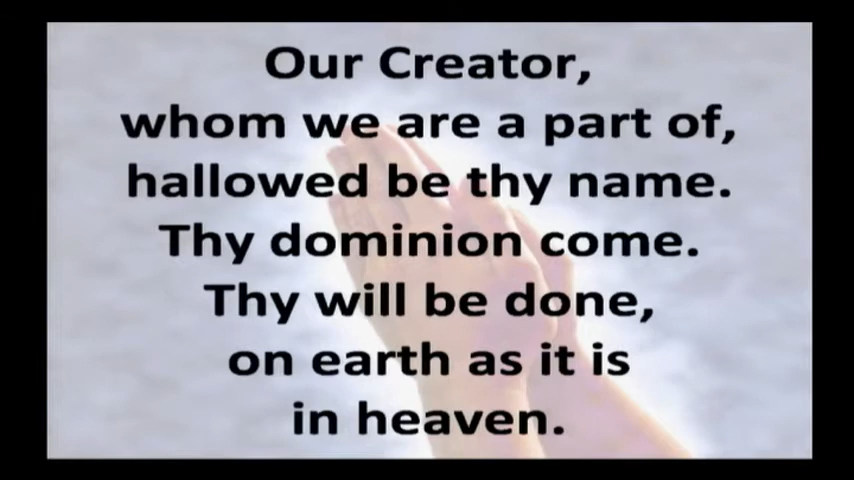 Our Creator,
whom we are a part of,
hallowed be thy name.
Thy dominion come.
Thy will be done,
on earth as it is
in heaven.